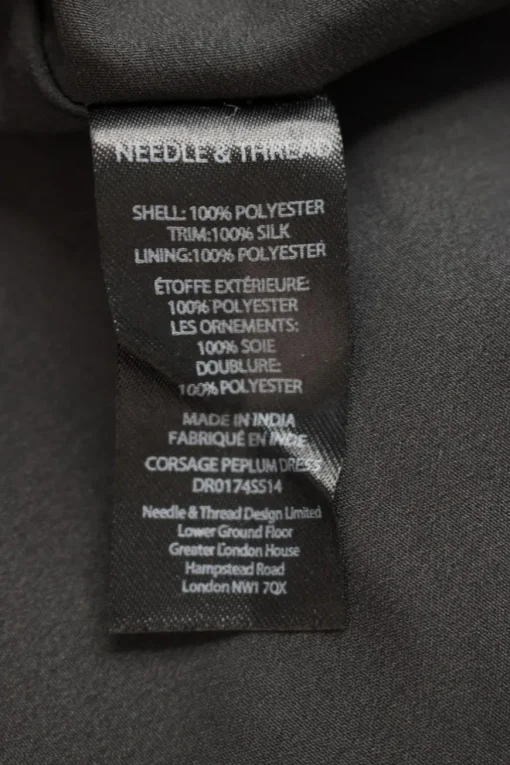 NEEDLE & THREAD
SHELL: 100% POLYESTER
TRIM:100% SILK
LINING:100% POLYESTER
ÉTOFFE EXTÉRIEURE:
100% POLYESTER
LES ORNEMENTS:
100% SOIE
DOUBLURE:
100% POLYESTER
MADE IN INDIA
FABRIQUÉ EN INDE
CORSAGE PEPLUM DRESS
DR0174SS14
Needle & Thread Design Limited
Lower Ground Floor
Greater London House
Hampstead Road
London NW1 7QX